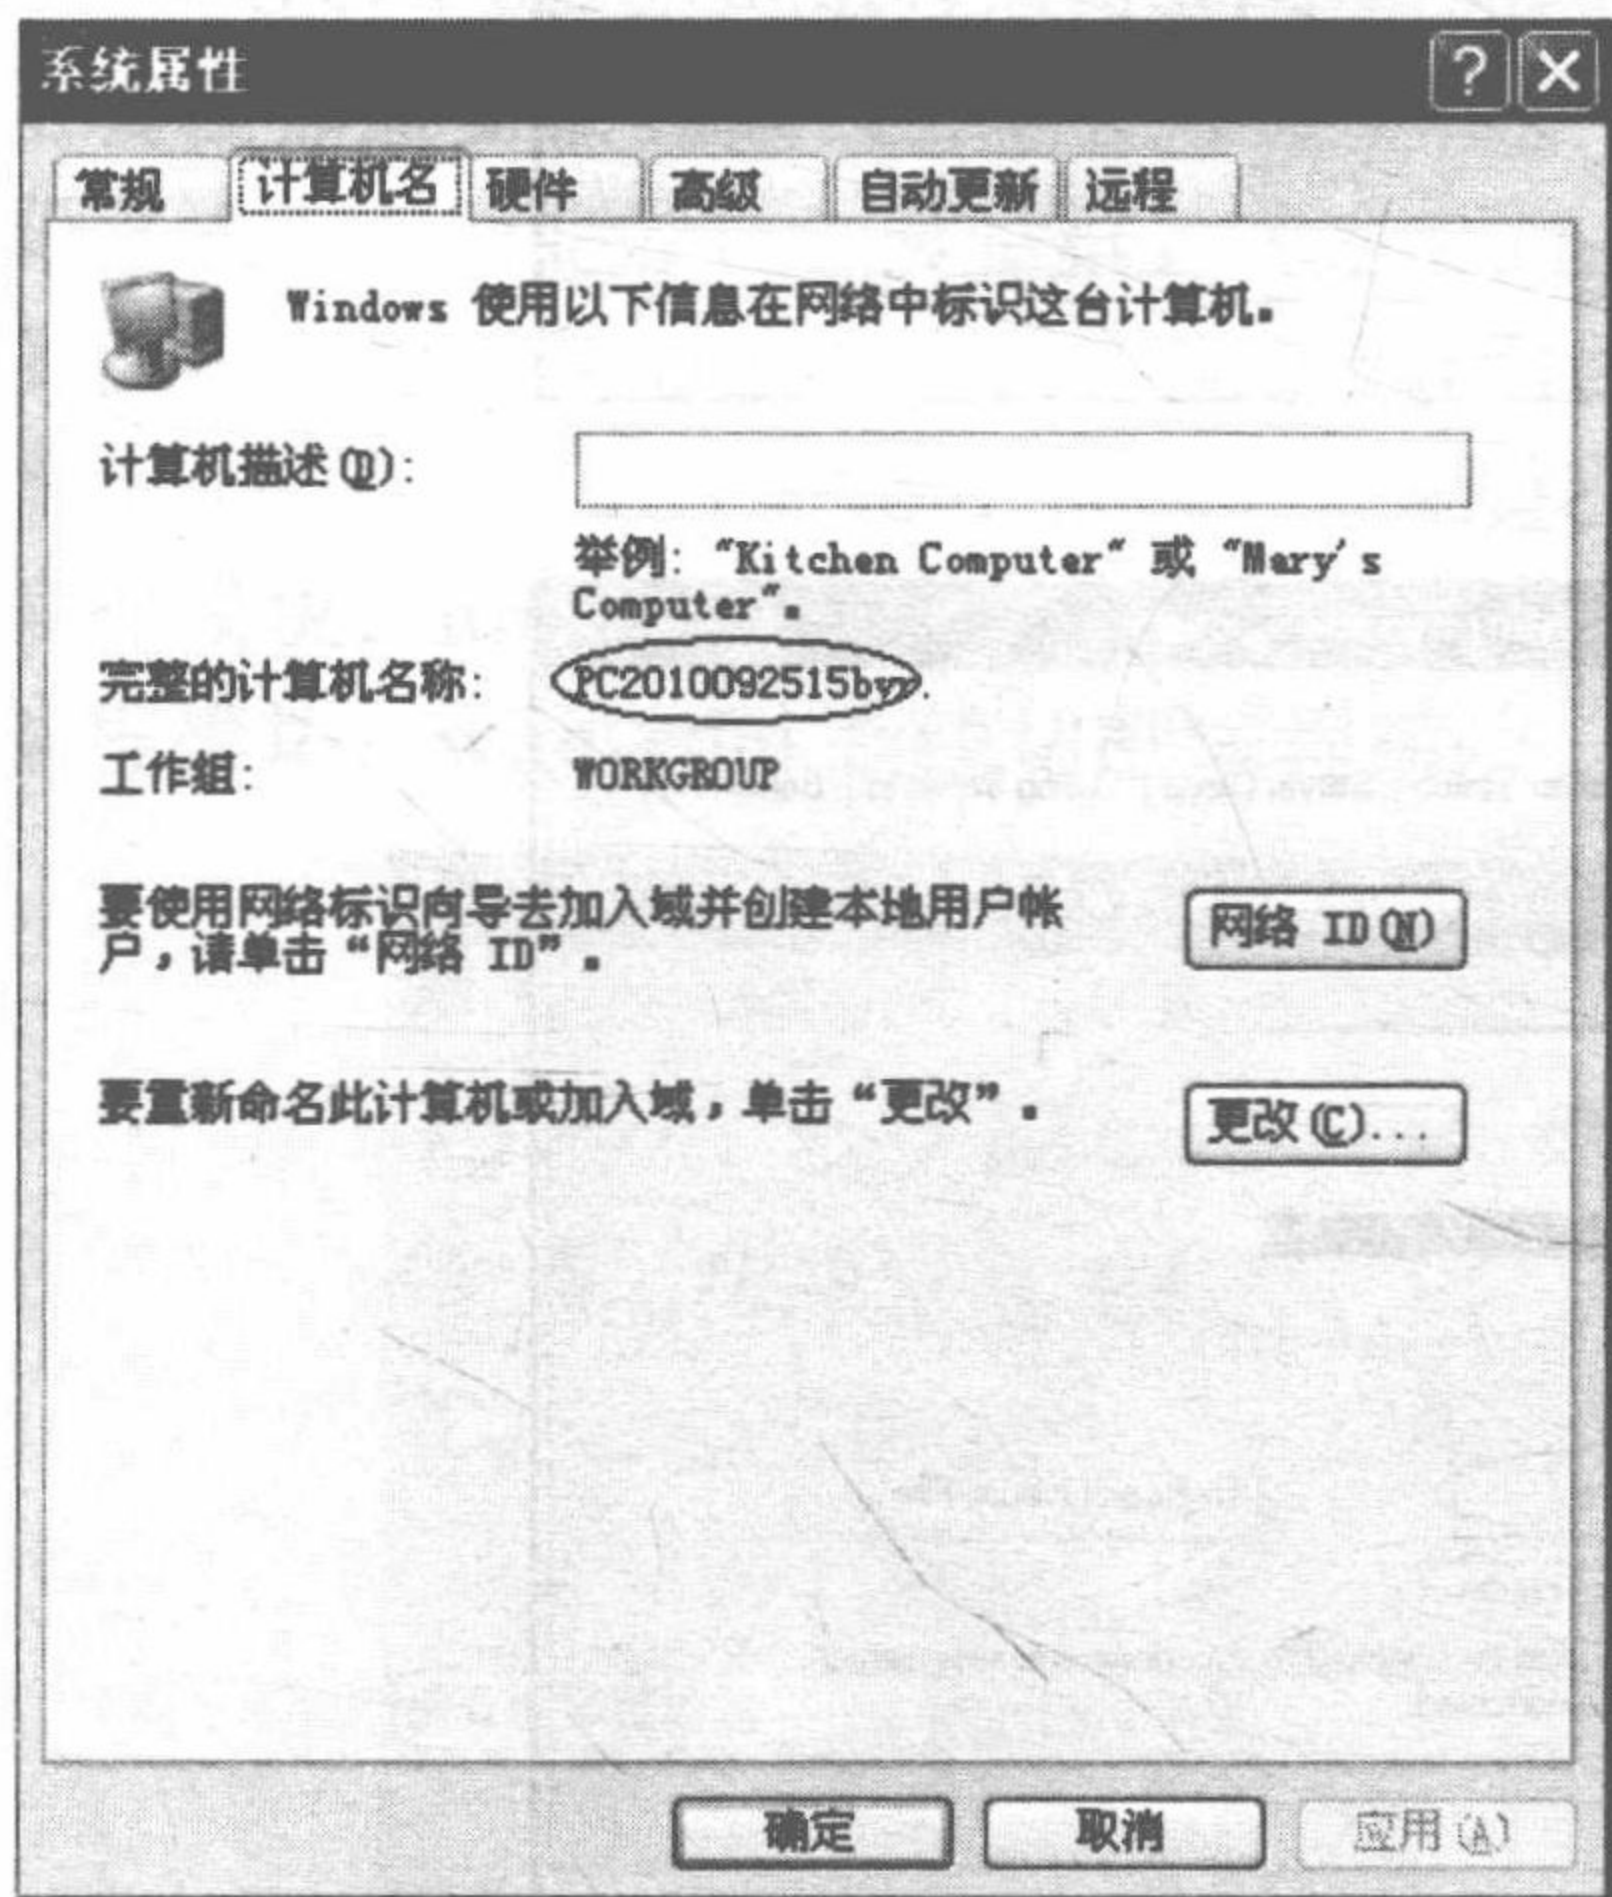 系统属性
常规 计算机名 硬件 高级 自动更新 远程
Windows 使用以下信息在网络中标识这台计算机。
计算机描述(D):
举例: "Kitchen Computer" 或 "Mary's
Computer"。
完整的计算机名称: PC2010092515byr.
工作组: WORKGROUP
要使用网络标识向导去加入域并创建本地用户帐
户,请单击“网络 ID”。
网络 ID(N)
要重新命名此计算机或加入域,单击“更改”。
更改(C)...
确定 取消 应用(A)